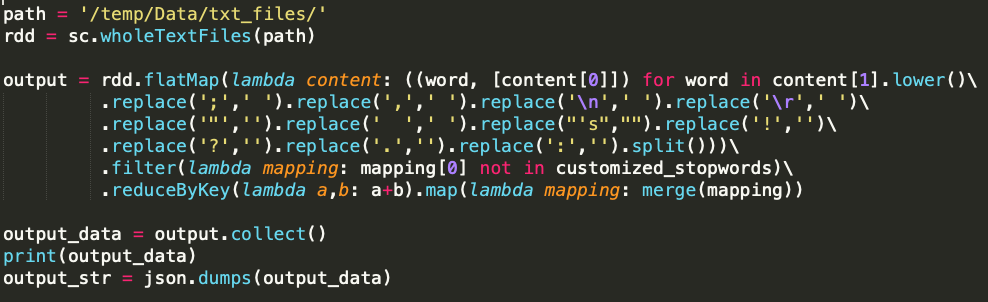 path = '/temp/Data/txt_files/'
rdd = sc.wholeTextFiles(path)
output = rdd.flatMap(lambda content: ((word, [content[0]]) for word in content[1].lower()\
.replace(';',' ').replace(',',' ').replace('\n',' ').replace('\r',' ')\
.replace('"','').replace('  ',' ').replace("'s","").replace('!','')\
.replace('?','').replace('.','').replace(':','').split()))\
.filter(lambda mapping: mapping[0] not in customized_stopwords)\
.reduceByKey(lambda a,b: a+b).map(lambda mapping: merge(mapping))
output_data = output.collect()
print(output_data)
output_str = json.dumps(output_data)